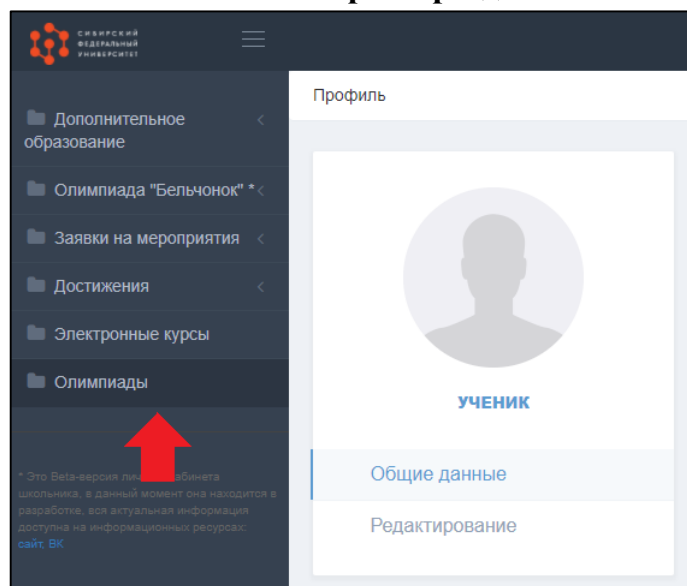 СИБИРСКИЙ
ФЕДЕРАЛЬНЫЙ
УНИВЕРСИТЕТ
Профиль
Дополнительное
образование
Олимпиада "Бельчонок" *
Заявки на мероприятия
Достижения
Электронные курсы
Олимпиады
УЧЕНИК
Общие данные
Редактирование
* Это Beta-версия абинета
школьника, в данный момент она находится в
разработке, вся актуальная информация
доступна на информационных ресурсах:
сайт, ВК